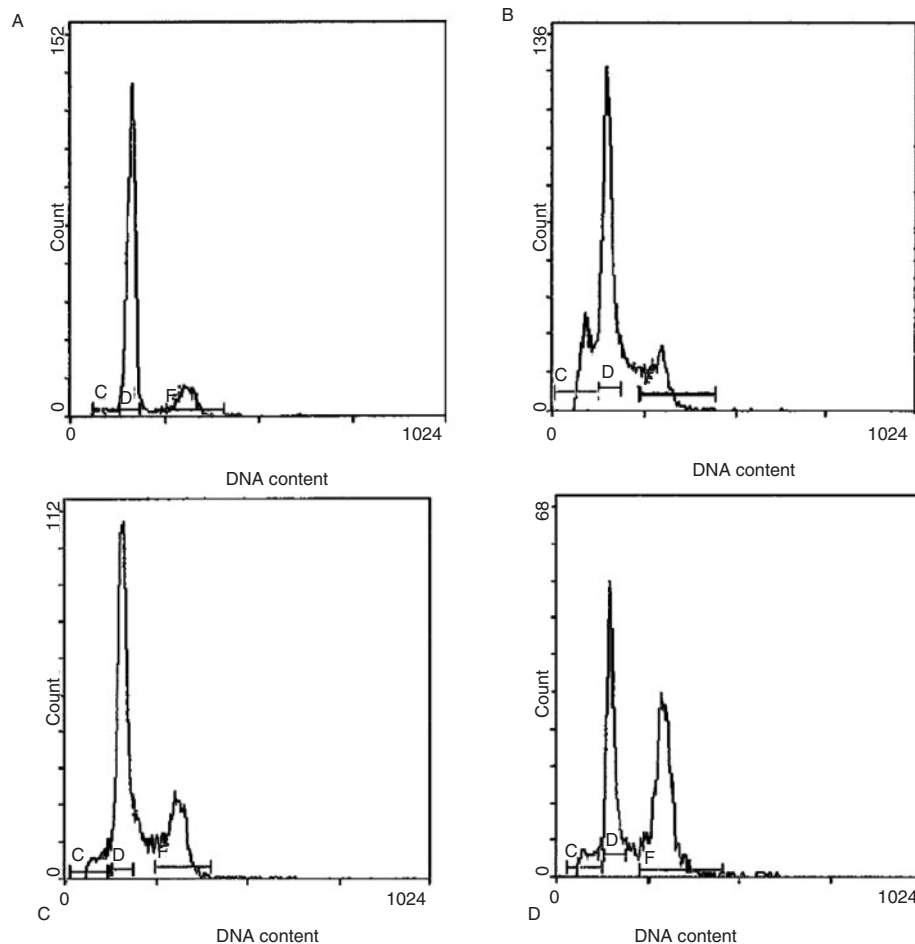 A
152
Count
C D F
0
0 1024
DNA content
B
136
Count
C D
0
0 1024
DNA content
112
Count
C D F
0
0 1024
C
DNA content
68
Count
C D F
0
0 1024
D
DNA content